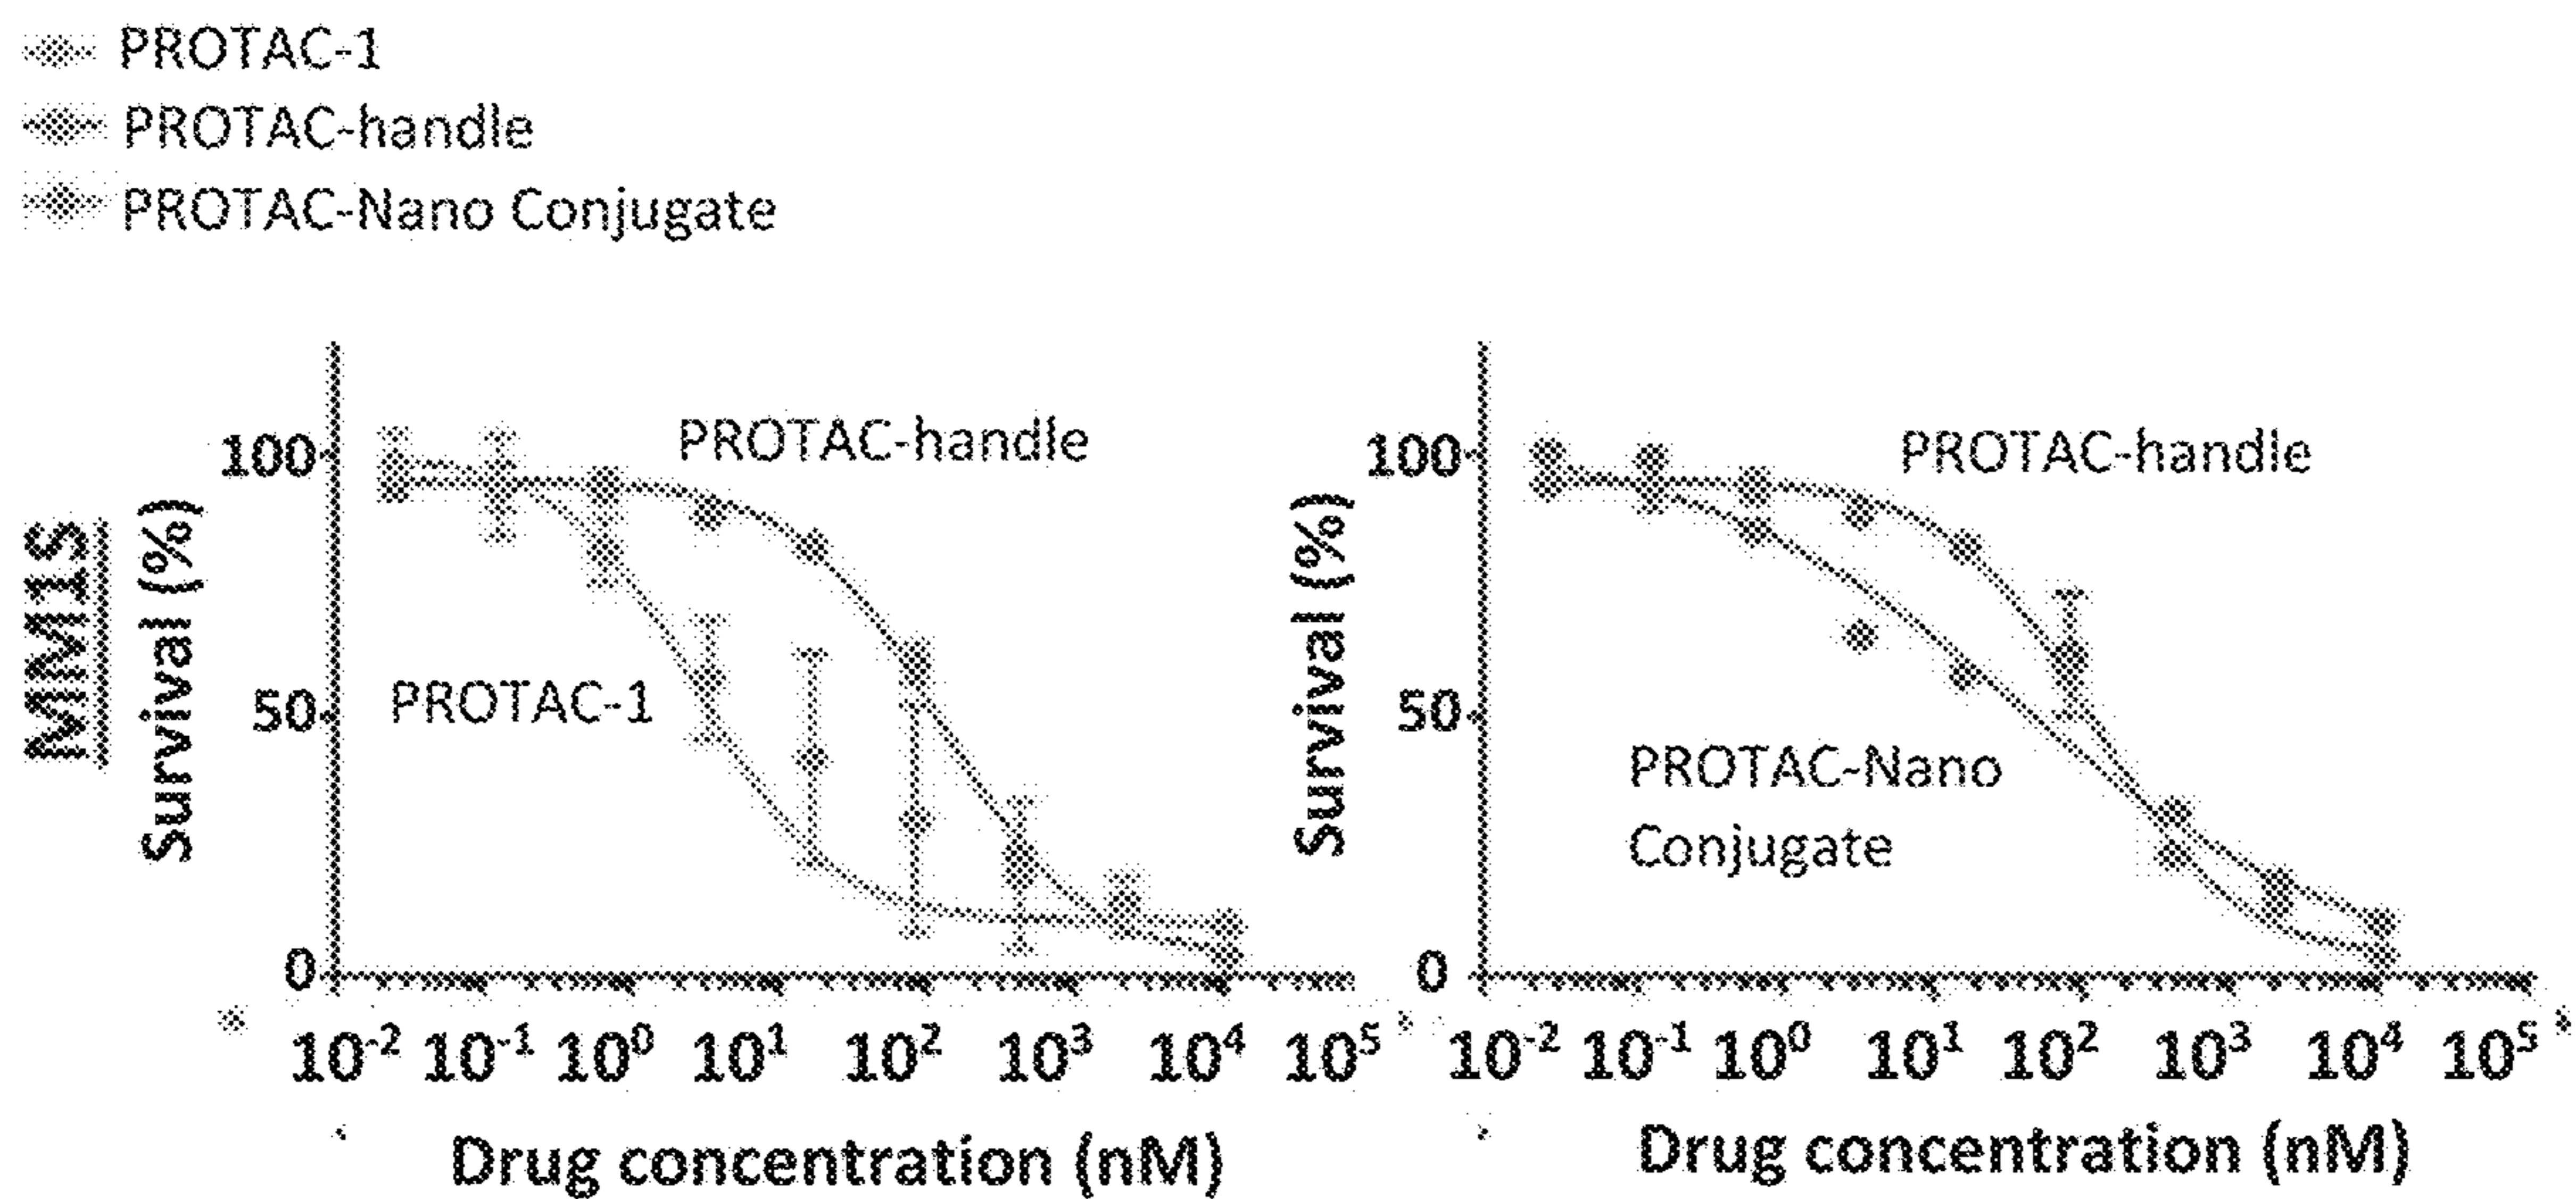 PROTAC-1
PROTAC-handle
PROTAC-Nano Conjugate
MM1S
Survival (%)
100
50
0
PROTAC-handle
PROTAC-1
10⁻² 10⁻¹ 10⁰ 10¹ 10² 10³ 10⁴ 10⁵
Drug concentration (nM)
Survival (%)
100
50
0
PROTAC-handle
PROTAC-Nano
Conjugate
10⁻² 10⁻¹ 10⁰ 10¹ 10² 10³ 10⁴ 10⁵
Drug concentration (nM)